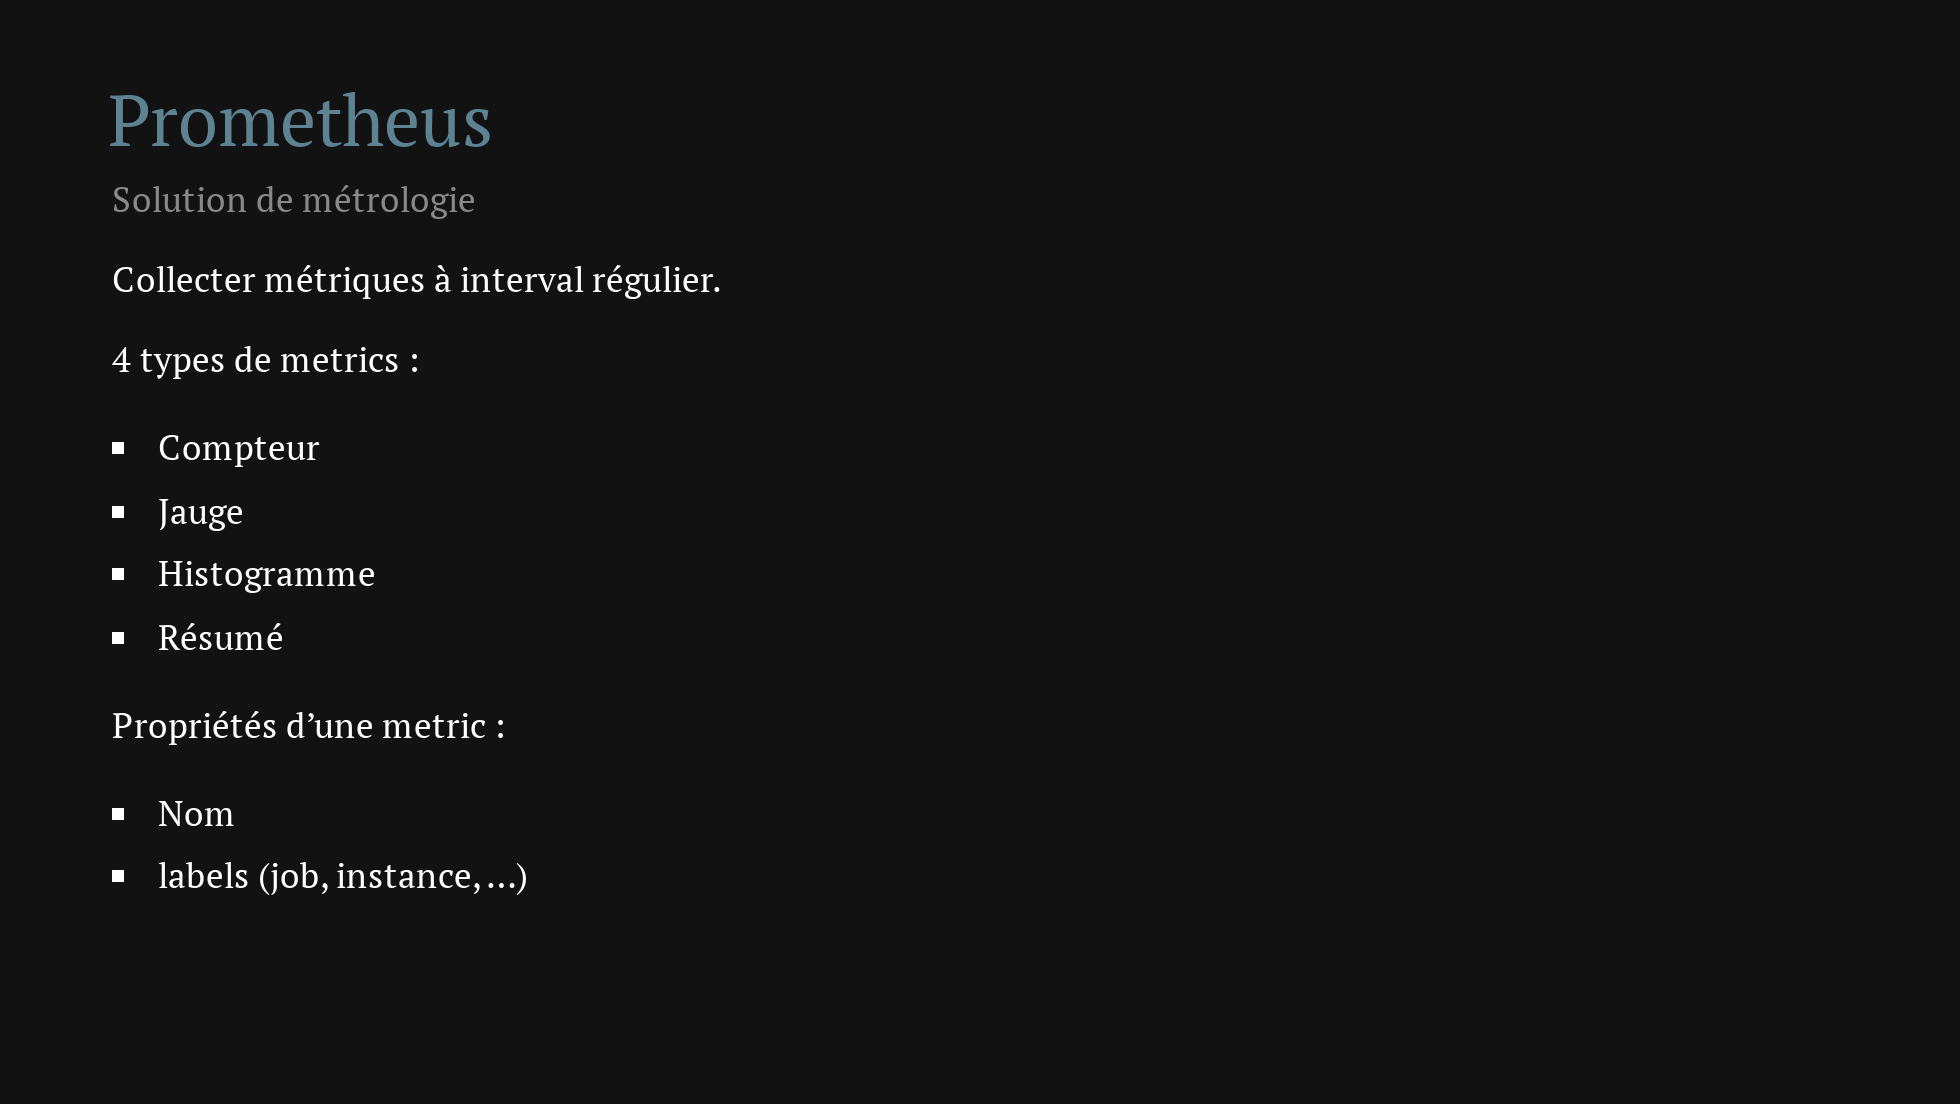 Prometheus
Solution de métrologie
Collecter métriques à interval régulier.
4 types de metrics :
Compteur
Jauge
Histogramme
Résumé
Propriétés d’une metric :
Nom
labels (job, instance, …)